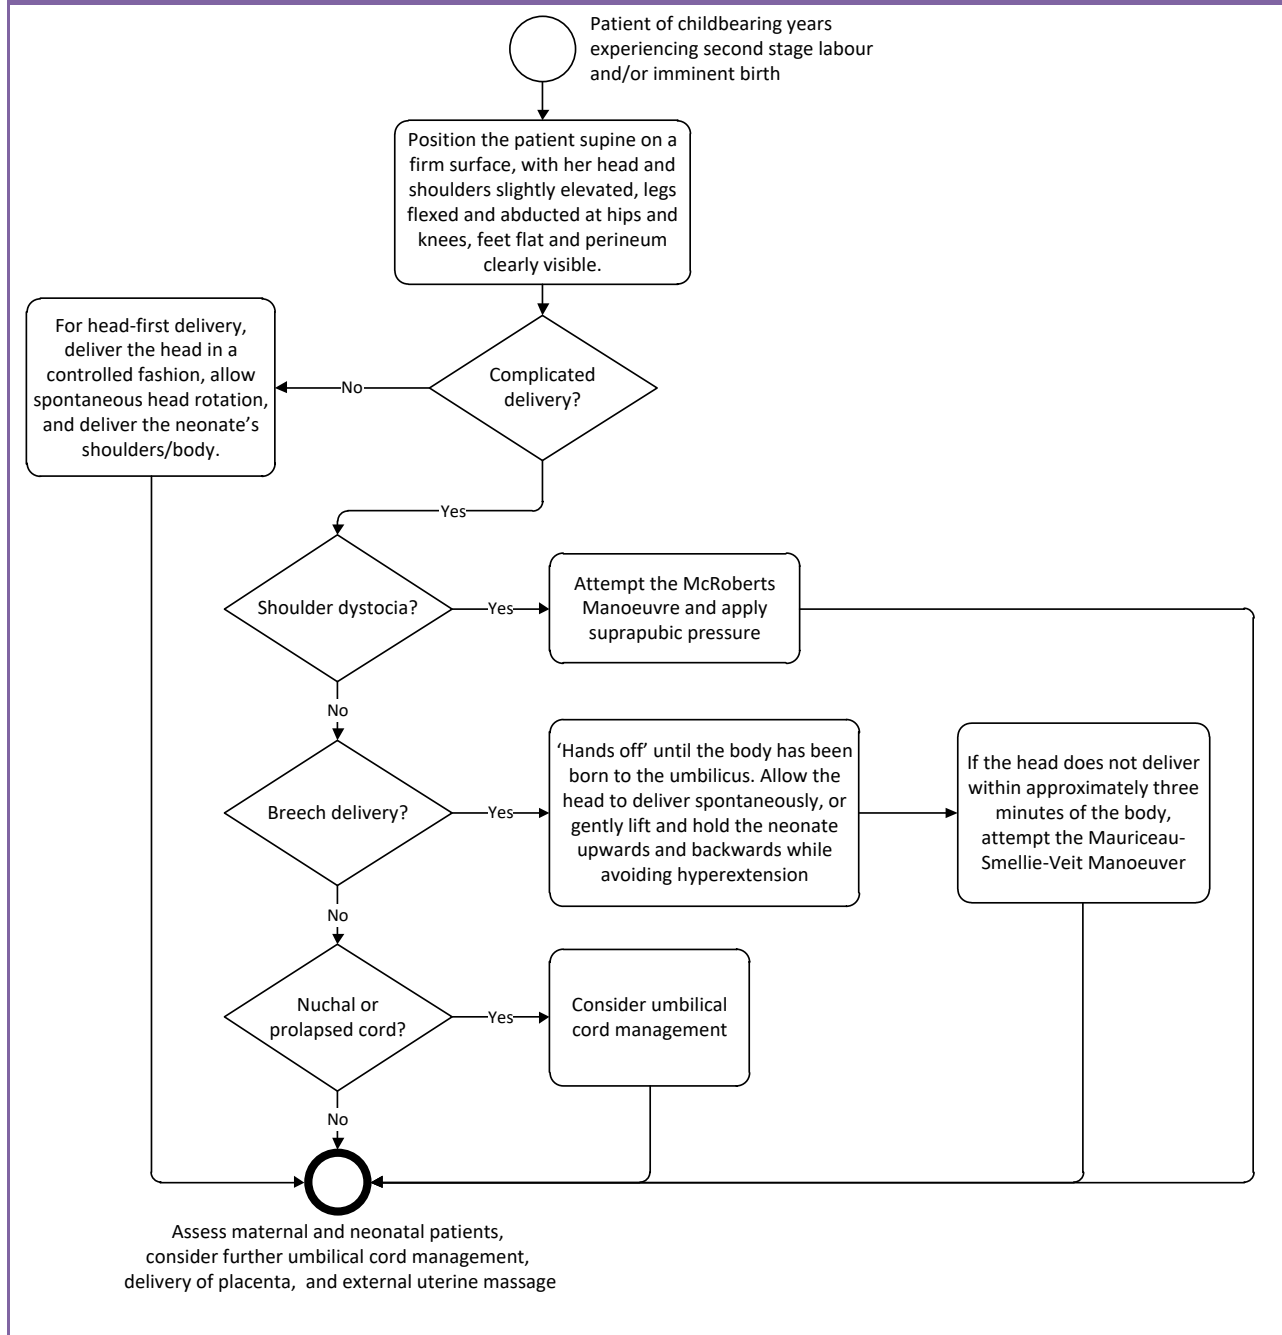 Patient of childbearing years
experiencing second stage labour
and/or imminent birth
Position the patient supine on a
firm surface, with her head and
shoulders slightly elevated, legs
flexed and abducted at hips and
knees, feet flat and perineum
clearly visible.
Complicated
delivery?
No
For head-first delivery,
deliver the head in a
controlled fashion, allow
spontaneous head rotation,
and deliver the neonate’s
shoulders/body.
Yes
Shoulder dystocia?
Yes
Attempt the McRoberts
Manoeuvre and apply
suprapubic pressure
No
Breech delivery?
Yes
‘Hands off’ until the body has been
born to the umbilicus. Allow the
head to deliver spontaneously, or
gently lift and hold the neonate
upwards and backwards while
avoiding hyperextension
If the head does not deliver
within approximately three
minutes of the body,
attempt the Mauriceau-
Smellie-Veit Manoeuver
No
Nuchal or
prolapsed cord?
Yes
Consider umbilical
cord management
No
Assess maternal and neonatal patients,
consider further umbilical cord management,
delivery of placenta,  and external uterine massage